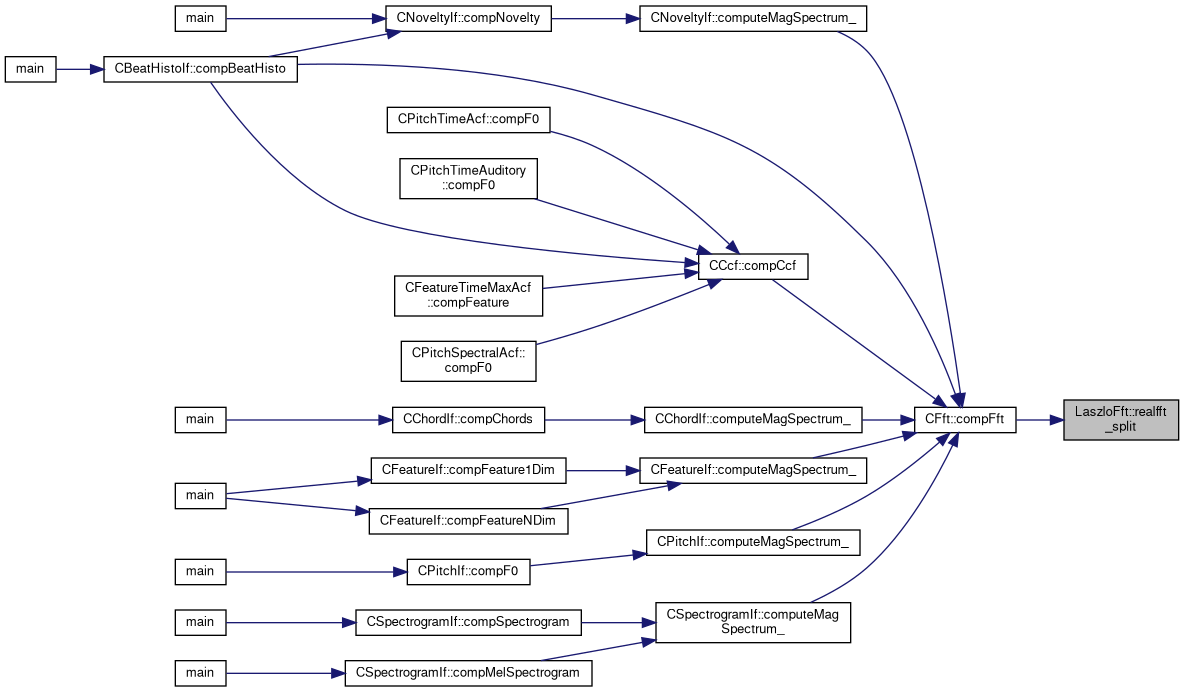 main
CNoveltyIf::compNovelty
CNoveltyIf::computeMagSpectrum_
main
CBeatHistoIf::compBeatHisto
CPitchTimeAcf::compF0
CPitchTimeAuditory
::compF0
CCcf::compCcf
CFeatureTimeMaxAcf
::compFeature
CPitchSpectralAcf::
compF0
main
CChordIf::compChords
CChordIf::computeMagSpectrum_
CFft::compFft
LaszloFft::realfft
_split
CFeatureIf::compFeature1Dim
CFeatureIf::computeMagSpectrum_
main
CFeatureIf::compFeatureNDim
CPitchIf::computeMagSpectrum_
main
CPitchIf::compF0
CSpectrogramIf::computeMag
Spectrum_
main
CSpectrogramIf::compSpectrogram
main
CSpectrogramIf::compMelSpectrogram